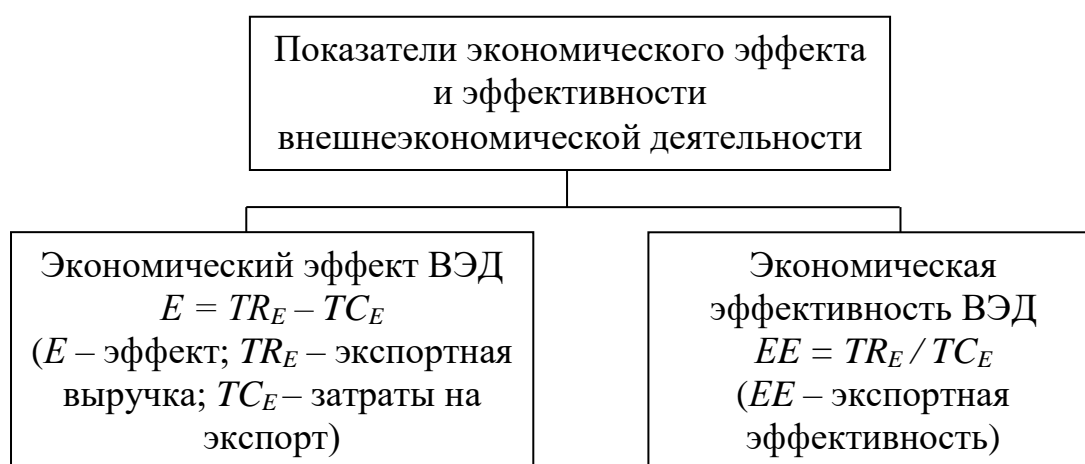 Показатели экономического эффекта
и эффективности
внешнеэкономической деятельности
Экономический эффект ВЭД
E = TR_E – TC_E
(E – эффект; TR_E – экспортная
выручка; TC_E – затраты на
экспорт)
Экономическая
эффективность ВЭД
EE = TR_E / TC_E
(EE – экспортная
эффективность)